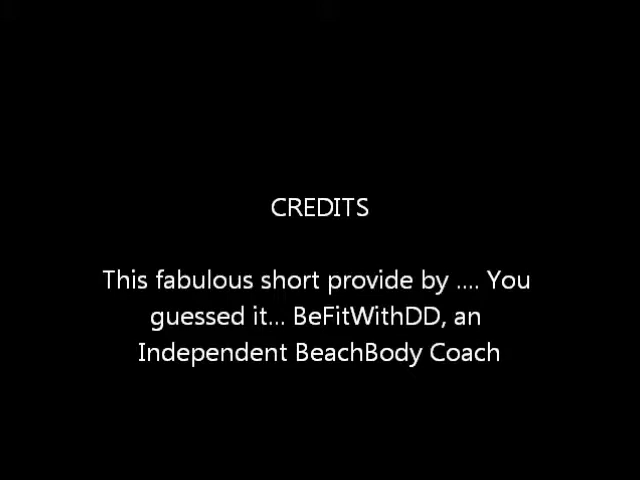 CREDITS
This fabulous short provide by .... You
guessed it... BeFitWithDD, an
Independent BeachBody Coach